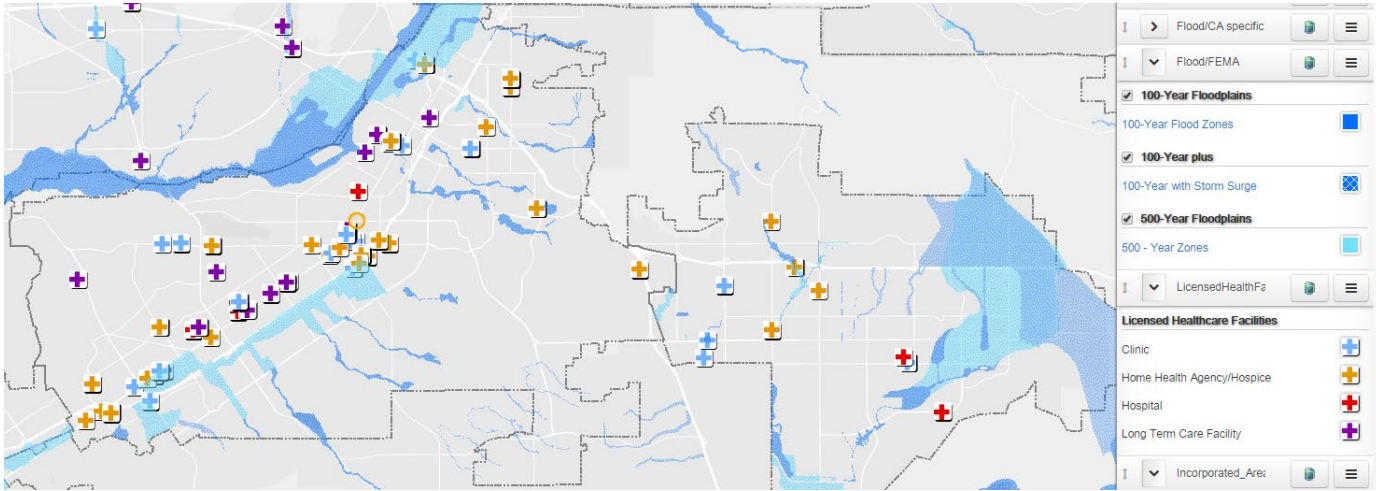 Flood/CA specific
Flood/FEMA
100-Year Floodplains
100-Year Flood Zones
100-Year plus
100-Year with Storm Surge
500-Year Floodplains
500 - Year Zones
LicensedHealthFa
Licensed Healthcare Facilities
Clinic
Home Health Agency/Hospice
Hospital
Long Term Care Facility
Incorporated_Area